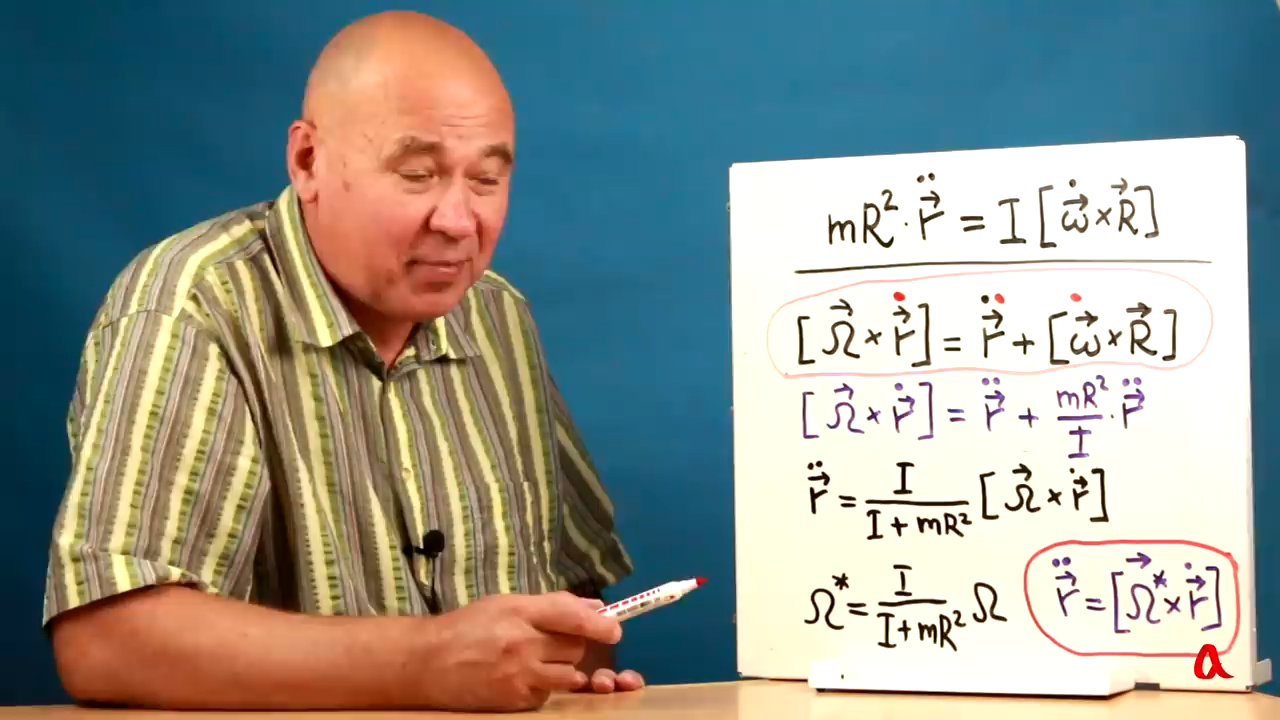 mR²·r⃗̈ = I [ω⃗̇ × R⃗]
[Ω⃗ × r⃗̇] = r⃗̈ + [ω⃗̇ × R⃗]
[Ω⃗ × r⃗̇] = r⃗̈ + mR²/I · r⃗̈
r⃗̈ = I/(I + mR²) [Ω⃗ × r⃗̇]
Ω* = I/(I+mR²) Ω
r⃗̈ = [Ω⃗* × r⃗̇]
a